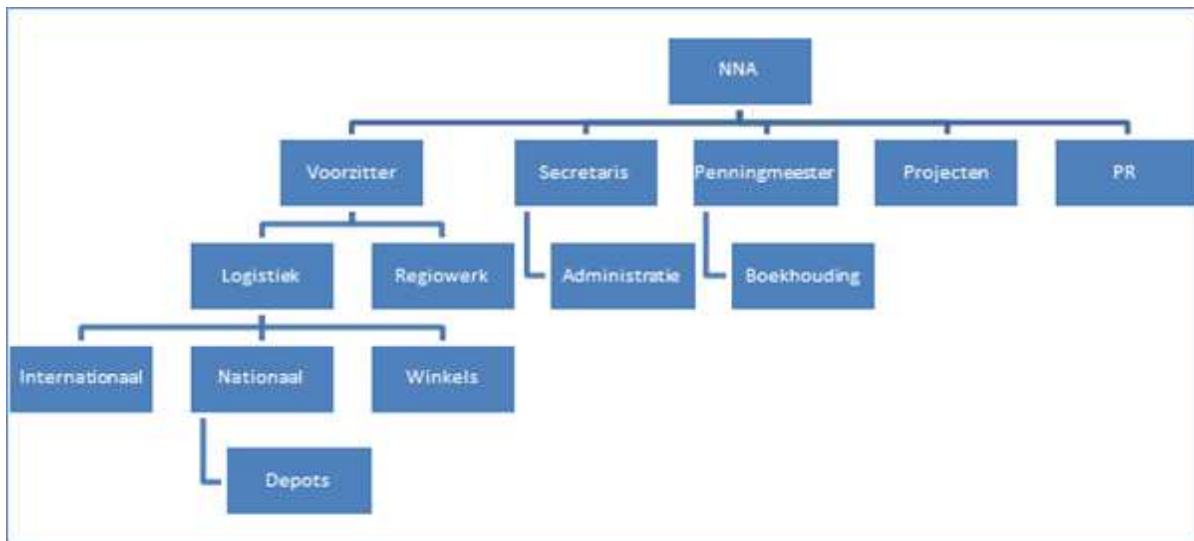 NNA
Voorzitter
Secretaris
Penningmeester
Projecten
PR
Logistiek
Regiowerk
Administratie
Boekhouding
Internationaal
Nationaal
Winkels
Depots